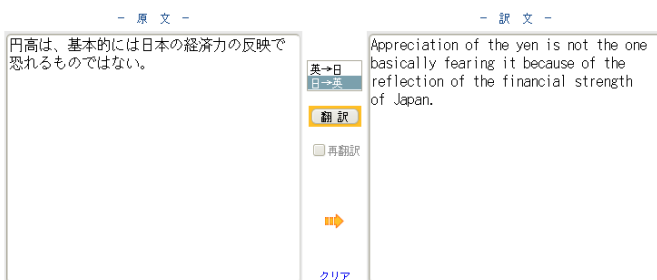 － 原 文 －
－ 訳 文 －
円高は、基本的には日本の経済力の反映で
恐れるものではない。
英→日
日→英
翻 訳
再翻訳
クリア
Appreciation of the yen is not the one
basically fearing it because of the
reflection of the financial strength
of Japan.